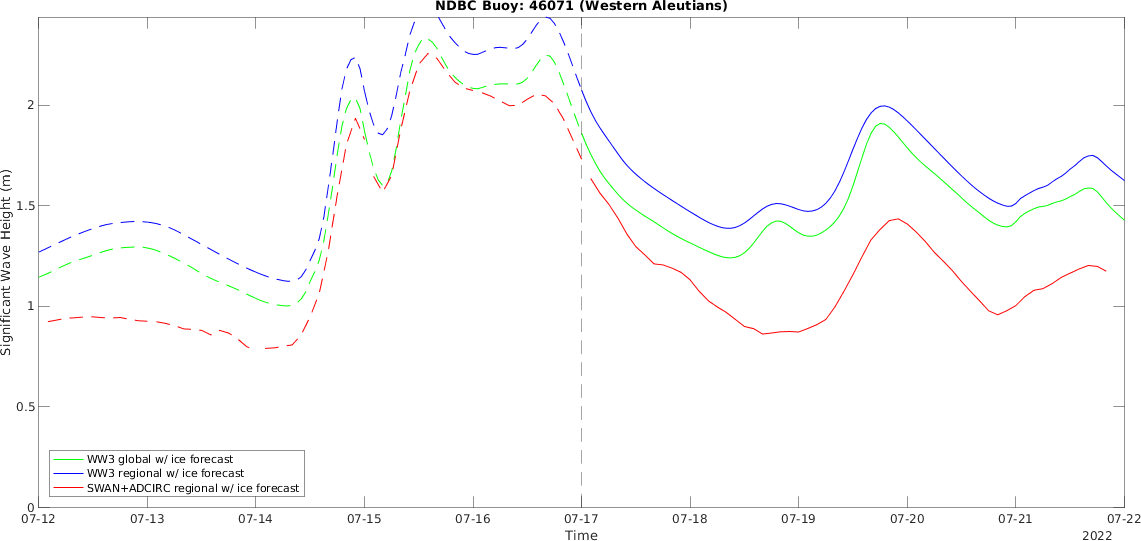 NDBC Buoy: 46071 (Western Aleutians)
Significant Wave Height (m)
2
1.5
1
0.5
0
WW3 global w/ ice forecast
WW3 regional w/ ice forecast
SWAN+ADCIRC regional w/ ice forecast
07-12 07-13 07-14 07-15 07-16 07-17 07-18 07-19 07-20 07-21 07-22
Time
2022